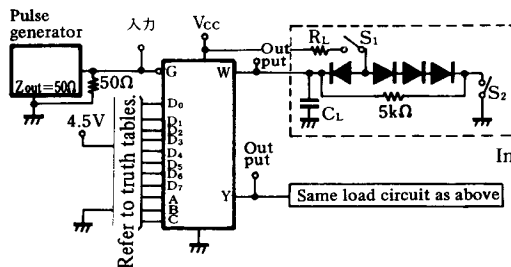 Pulse
generator
Zout=50Ω
50Ω
入力
Vcc
Out
put
RL
S1
S2
CL
5kΩ
In
4.5V
Refer to truth tables.
G
D0
D1
D2
D3
D4
D5
D6
D7
A
B
C
W
Y
Out
put
Same load circuit as above